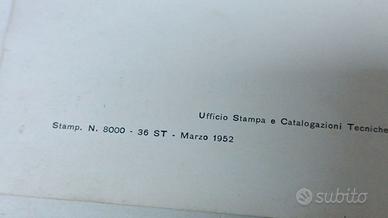 Ufficio Stampa e Catalogazioni Tecniche
Stamp. N. 8000 - 36 ST - Marzo 1952
subito